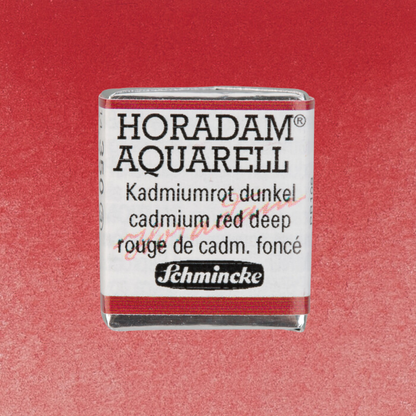 HORADAM®
AQUARELL
Kadmiumrot dunkel
cadmium red deep
rouge de cadm. foncé
Schmincke